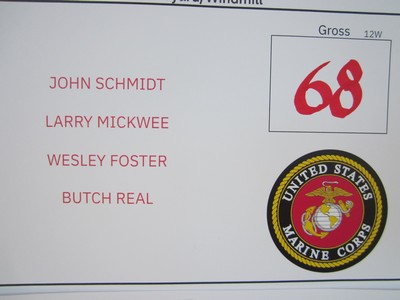 Gross 12W
68
JOHN SCHMIDT
LARRY MICKWEE
WESLEY FOSTER
BUTCH REAL
UNITED STATES
MARINE CORPS